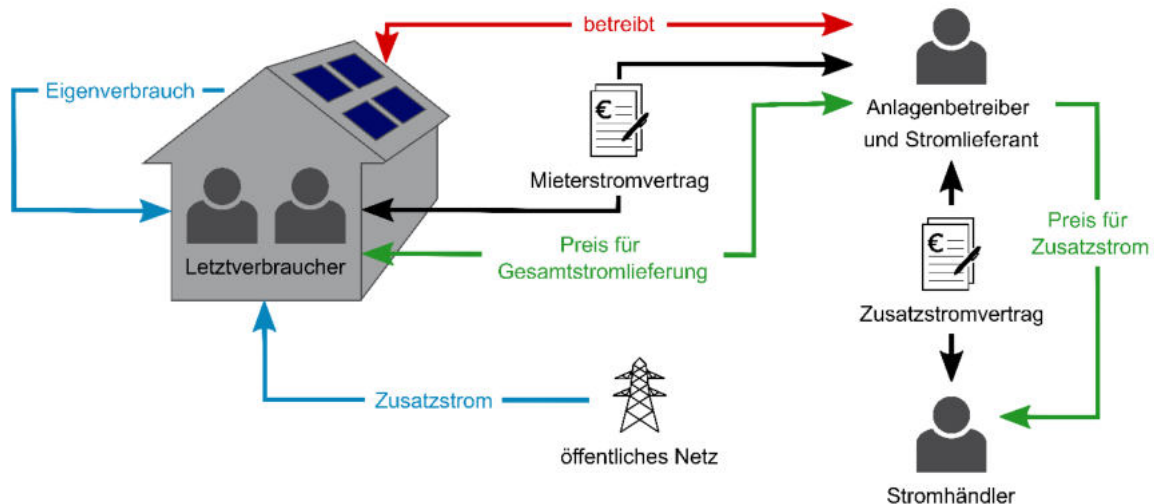 betreibt
Eigenverbrauch
€
Anlagenbetreiber
und Stromlieferant
Mieterstromvertrag
Preis für
Gesamtstromlieferung
Letztverbraucher
€
Preis für
Zusatzstrom
Zusatzstromvertrag
Zusatzstrom
öffentliches Netz
Stromhändler